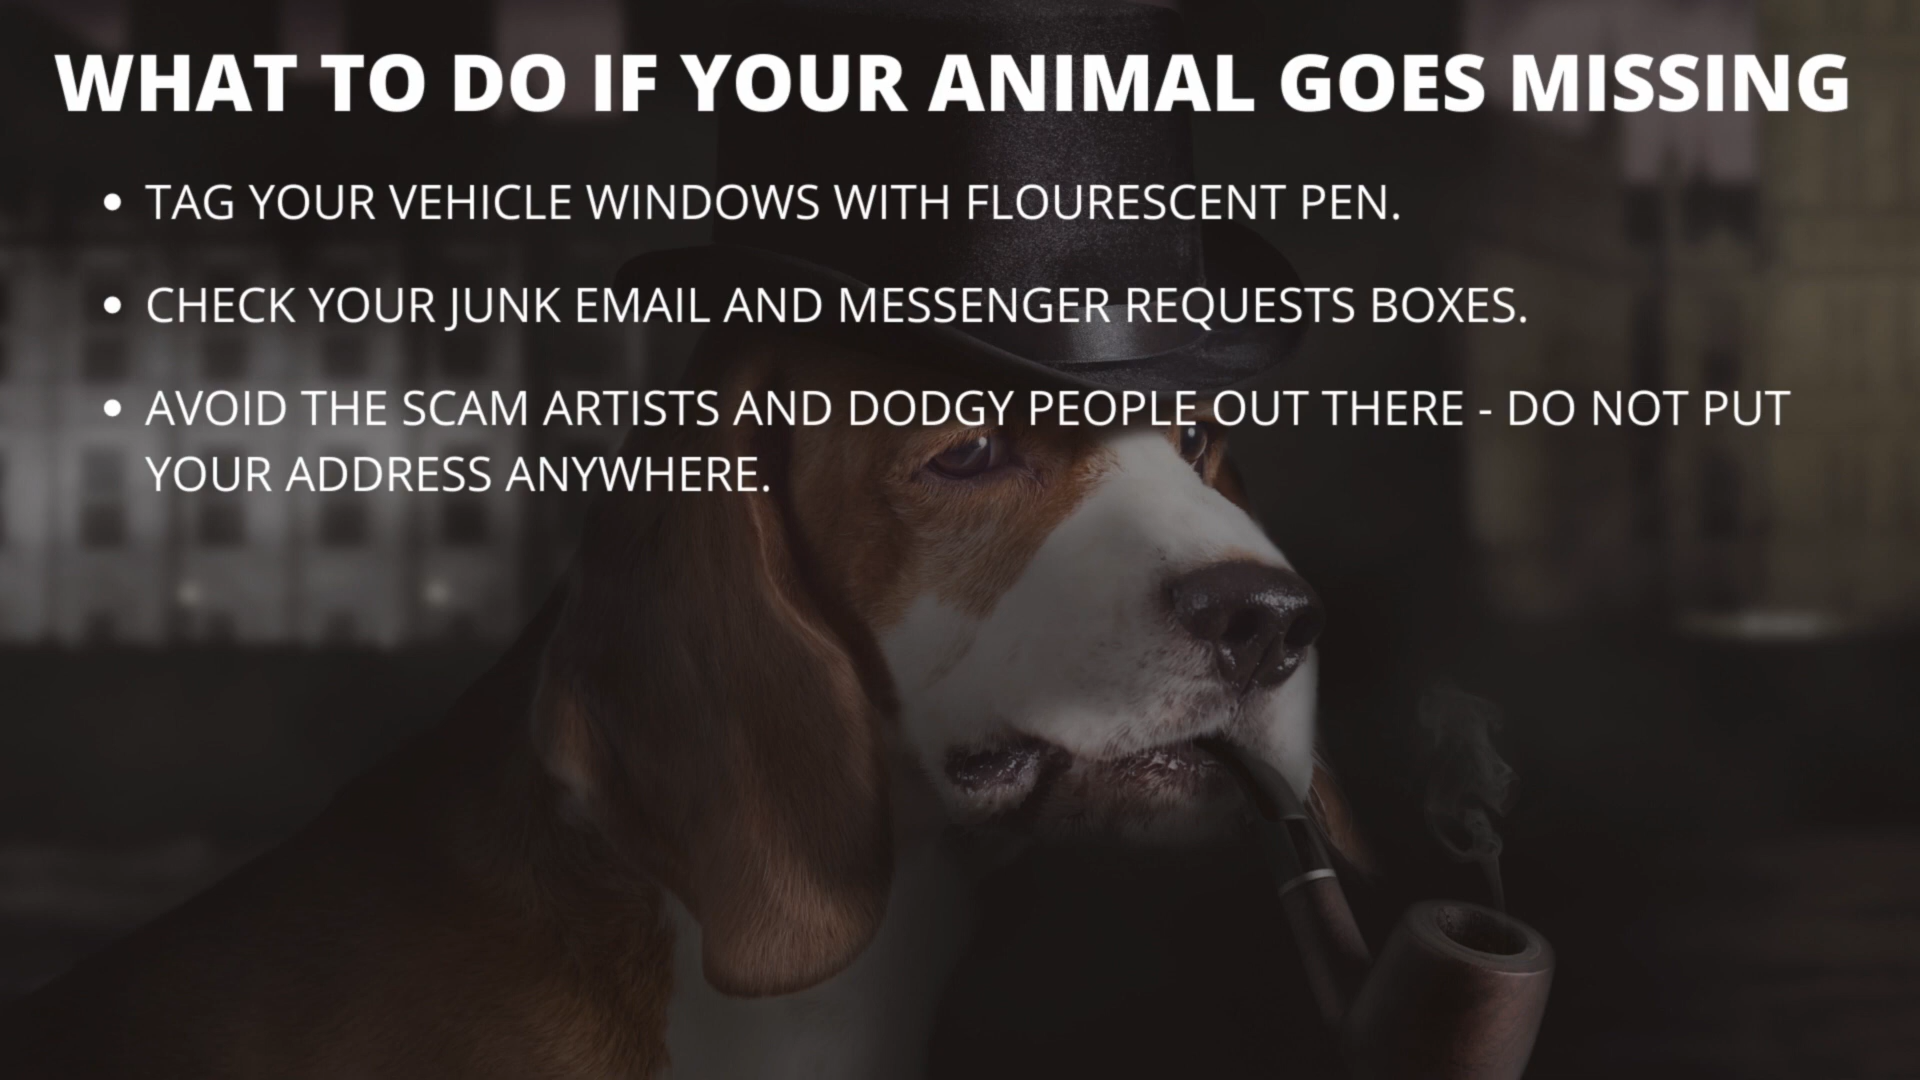 WHAT TO DO IF YOUR ANIMAL GOES MISSING
• TAG YOUR VEHICLE WINDOWS WITH FLOURESCENT PEN.
• CHECK YOUR JUNK EMAIL AND MESSENGER REQUESTS BOXES.
• AVOID THE SCAM ARTISTS AND DODGY PEOPLE OUT THERE - DO NOT PUT
YOUR ADDRESS ANYWHERE.